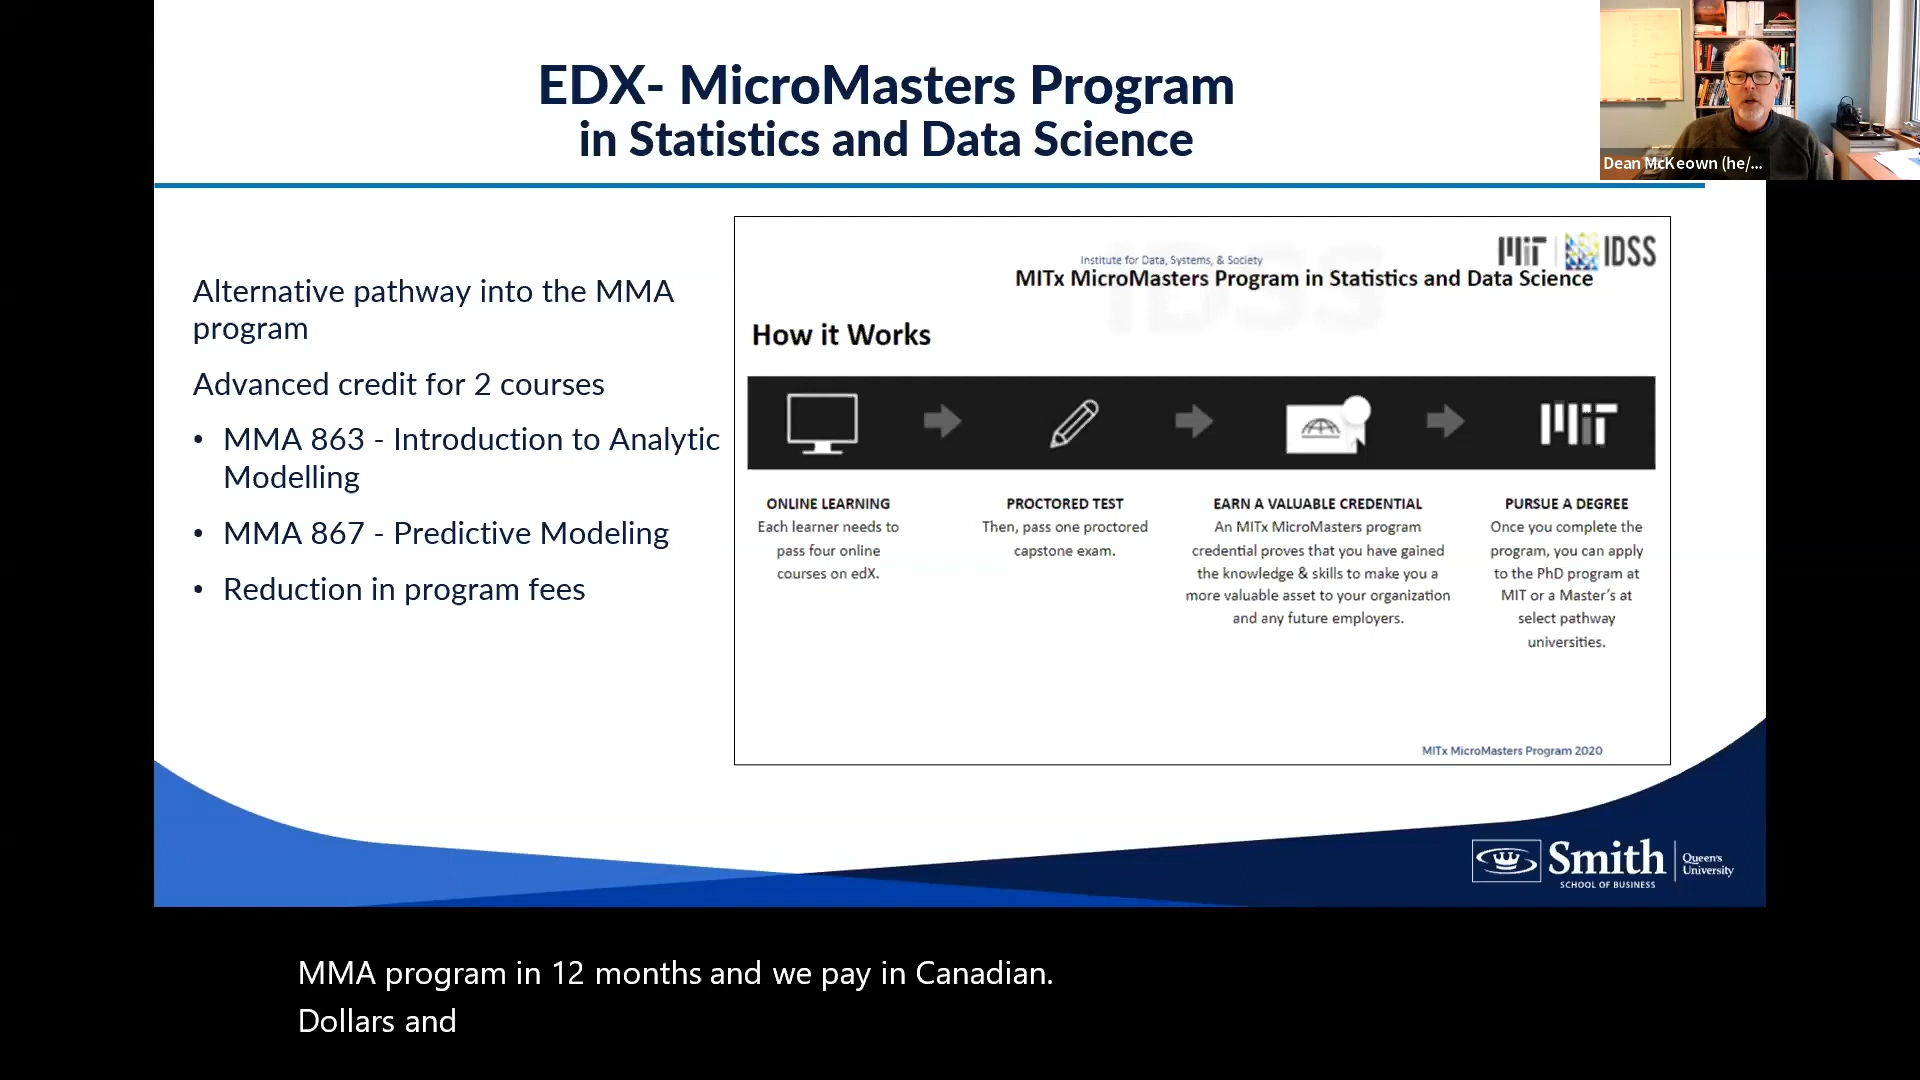 EDX- MicroMasters Program
in Statistics and Data Science
Dean McKeown (he/...
Alternative pathway into the MMA
program
Advanced credit for 2 courses
• MMA 863 - Introduction to Analytic
Modelling
• MMA 867 - Predictive Modeling
• Reduction in program fees
MIT IDSS
Institute for Data, Systems, & Society
MITx MicroMasters Program in Statistics and Data Science
IDSS
How it Works
MIT
ONLINE LEARNING
Each learner needs to
pass four online
courses on edX.
PROCTORED TEST
Then, pass one proctored
capstone exam.
EARN A VALUABLE CREDENTIAL
An MITx MicroMasters program
credential proves that you have gained
the knowledge & skills to make you a
more valuable asset to your organization
and any future employers.
PURSUE A DEGREE
Once you complete the
program, you can apply
to the PhD program at
MIT or a Master's at
select pathway
universities.
MITx MicroMasters Program 2020
Smith
SCHOOL OF BUSINESS
Queen's
University
MMA program in 12 months and we pay in Canadian.
Dollars and